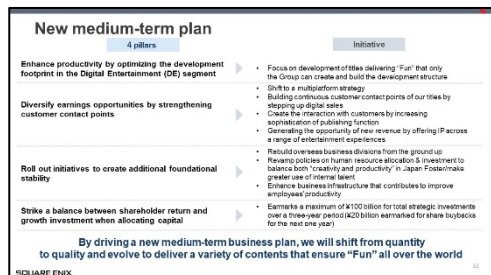 New medium-term plan
4 pillars
Initiative
Enhance productivity by optimizing the development
footprint in the Digital Entertainment (DE) segment
• Focus on development of titles delivering "Fun" that only
the Group can create and build the development structure
Diversify earnings opportunities by strengthening
customer contact points
• Shift to a multiplatform strategy
• Building continuous customer contact points of our titles by
stepping up digital sales
• Create the interaction with customers by increasing
sophistication of publishing function
• Generating the opportunity of new revenue by offering IP across
a range of entertainment experiences
Roll out initiatives to create additional foundational
stability
• Rebuild overseas business divisions from the ground up
• Revamp policies on human resource allocation & investment to
balance both "creativity and productivity" in Japan Foster/make
greater use of internal talent
• Enhance business infrastructure that contributes to improve
employees' productivity
Strike a balance between shareholder return and
growth investment when allocating capital
• Earmarks a maximum of ¥100 billion for total strategic investments
over a three-year period (¥20 billion earmarked for share buybacks
for the next one year)
By driving a new medium-term business plan, we will shift from quantity
to quality and evolve to deliver a variety of contents that ensure "Fun" all over the world
SQUARE ENIX
32